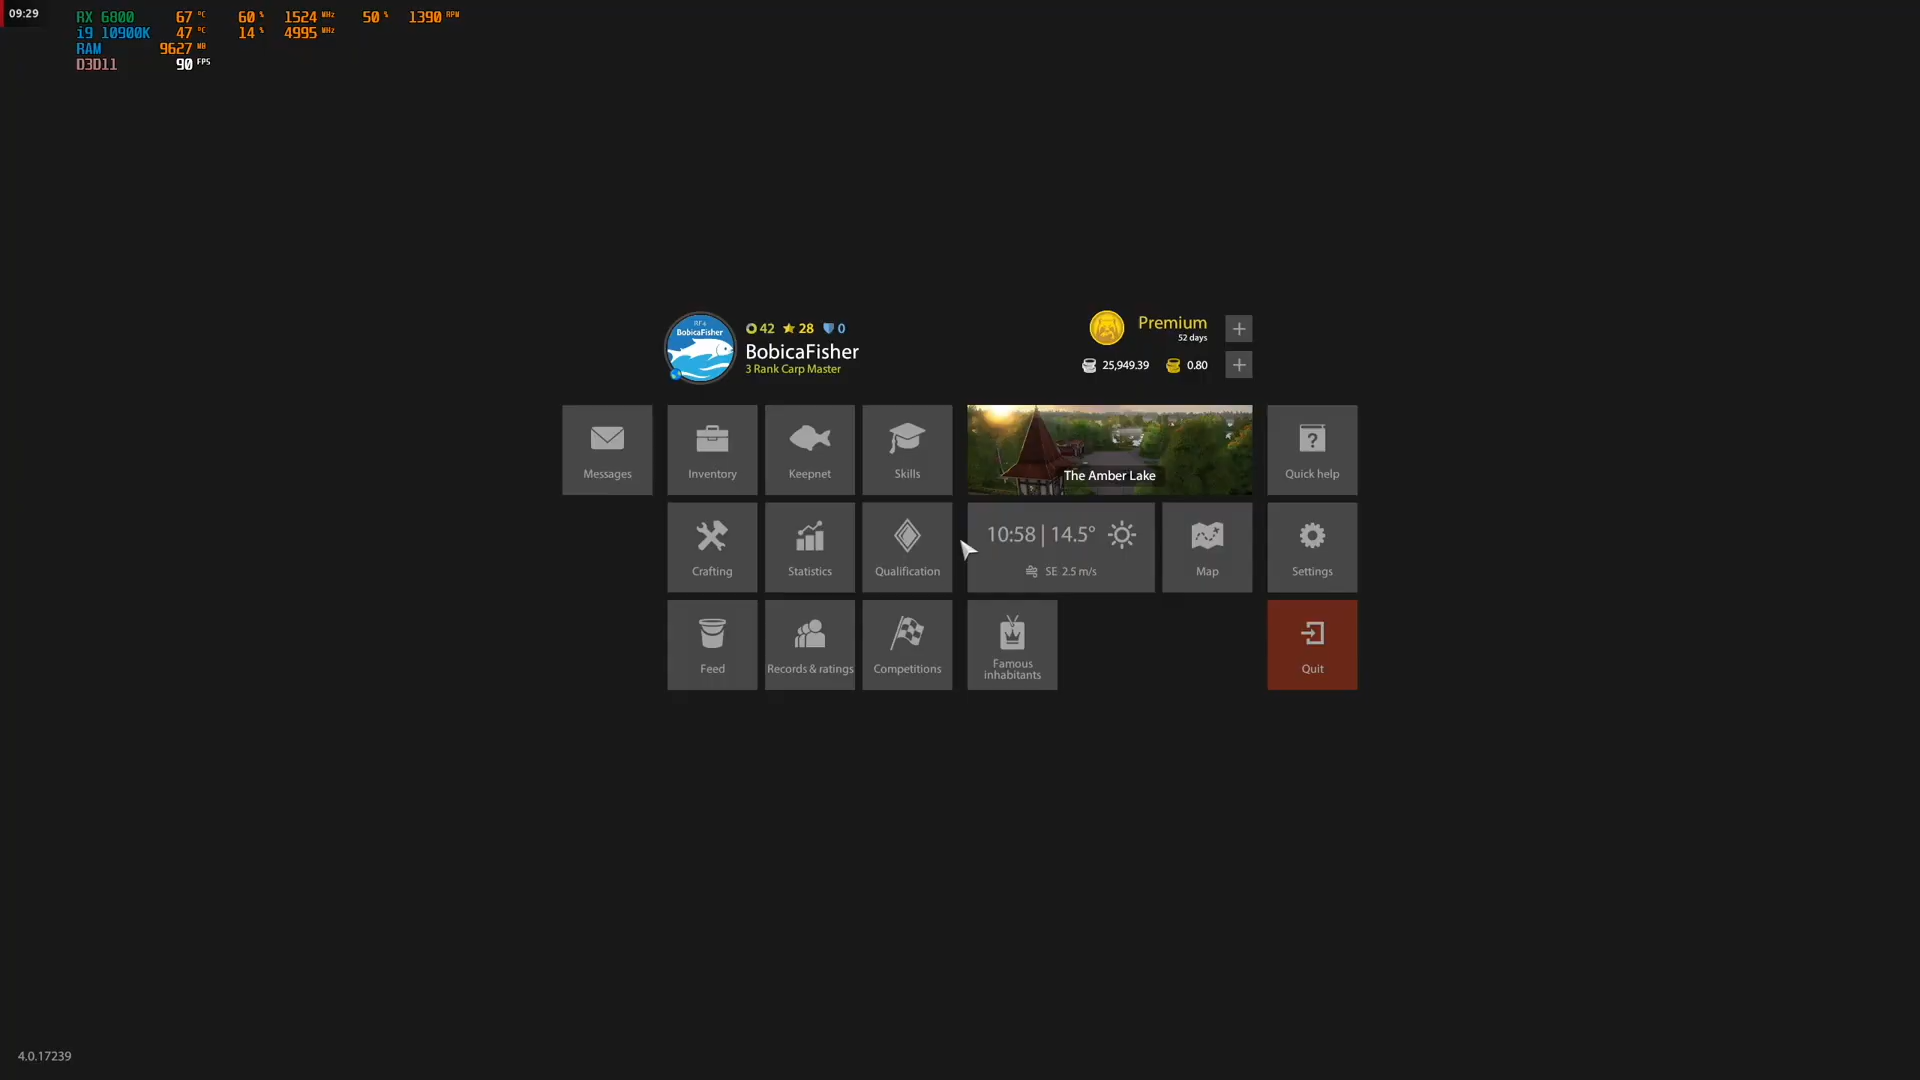 09:29
RX 6800 67 °C 60 % 1524 MHz 50 % 1390 RPM
i9 10900K 47 °C 14 % 4995 MHz
RAM 9627 MB
D3D11 90 FPS
RF4
BobicaFisher
42 28 0
BobicaFisher
3 Rank Carp Master
Premium
52 days
25,949.39 0.80
Messages
Inventory
Keepnet
Skills
The Amber Lake
Quick help
Crafting
Statistics
Qualification
10:58 | 14.5°
SE 2.5 m/s
Map
Settings
Feed
Records & ratings
Competitions
Famous
inhabitants
Quit
4.0.17239